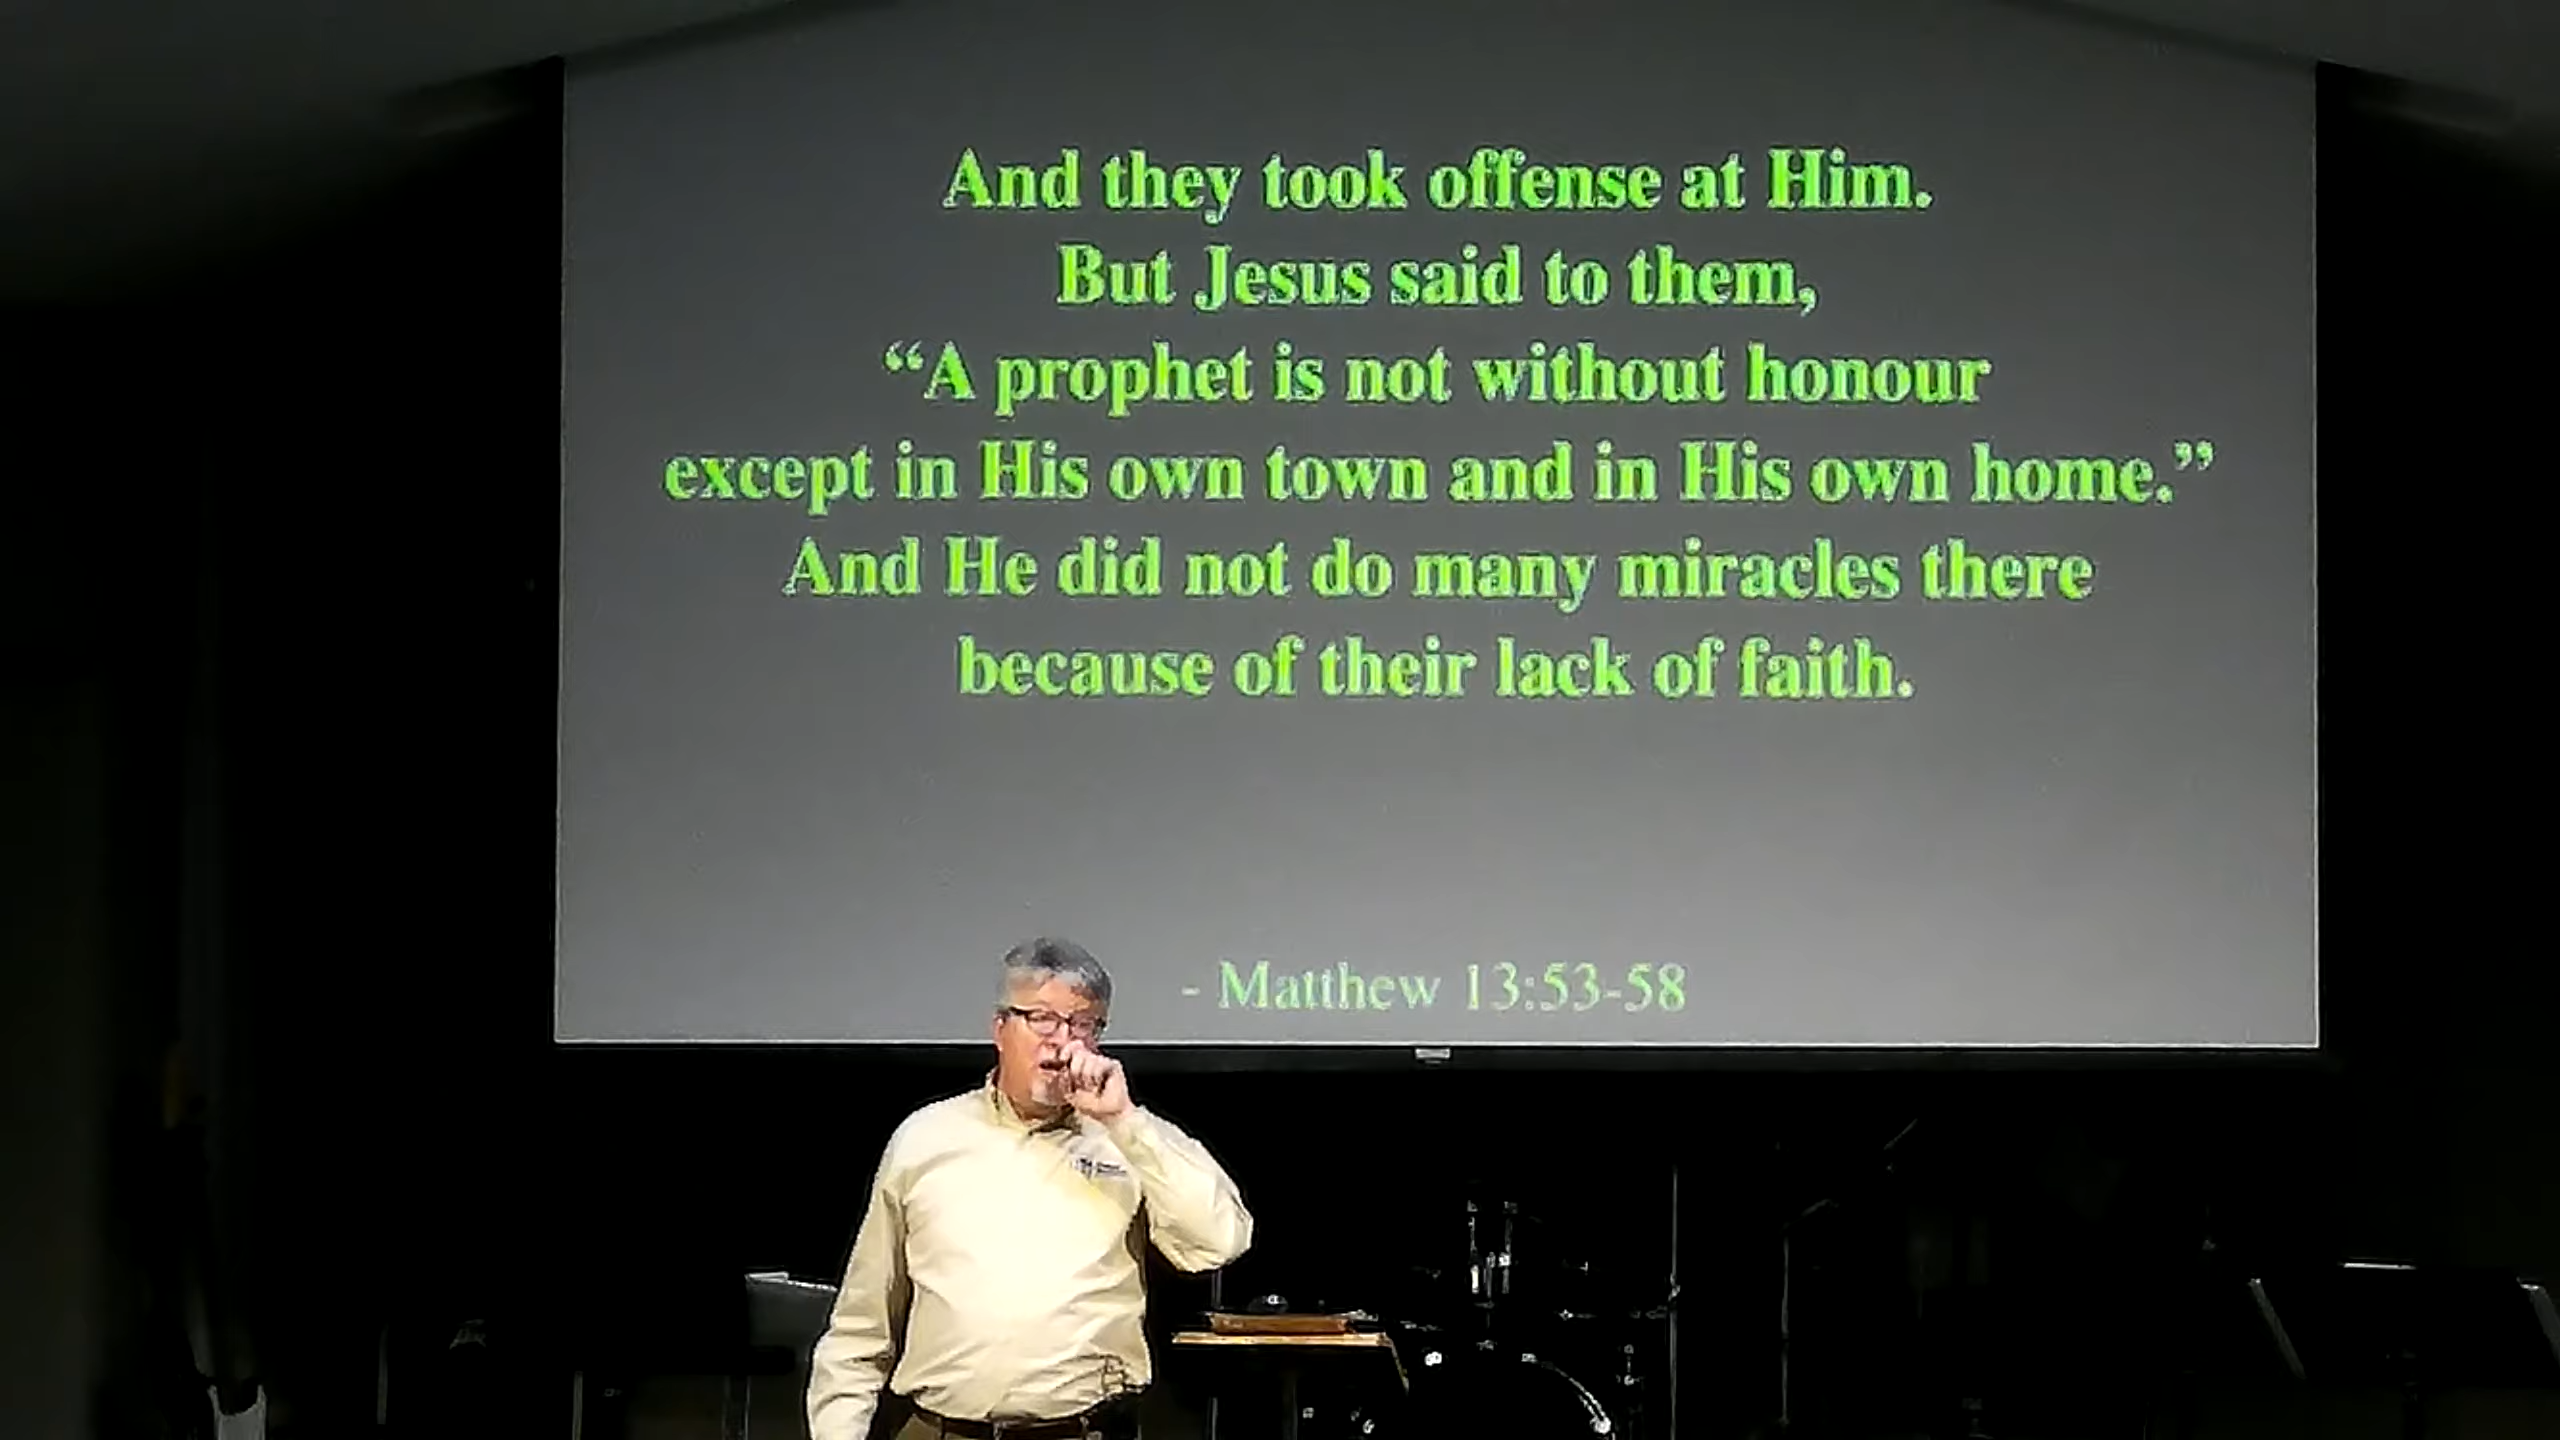 And they took offense at Him.
But Jesus said to them,
“A prophet is not without honour
except in His own town and in His own home.”
And He did not do many miracles there
because of their lack of faith.
- Matthew 13:53-58